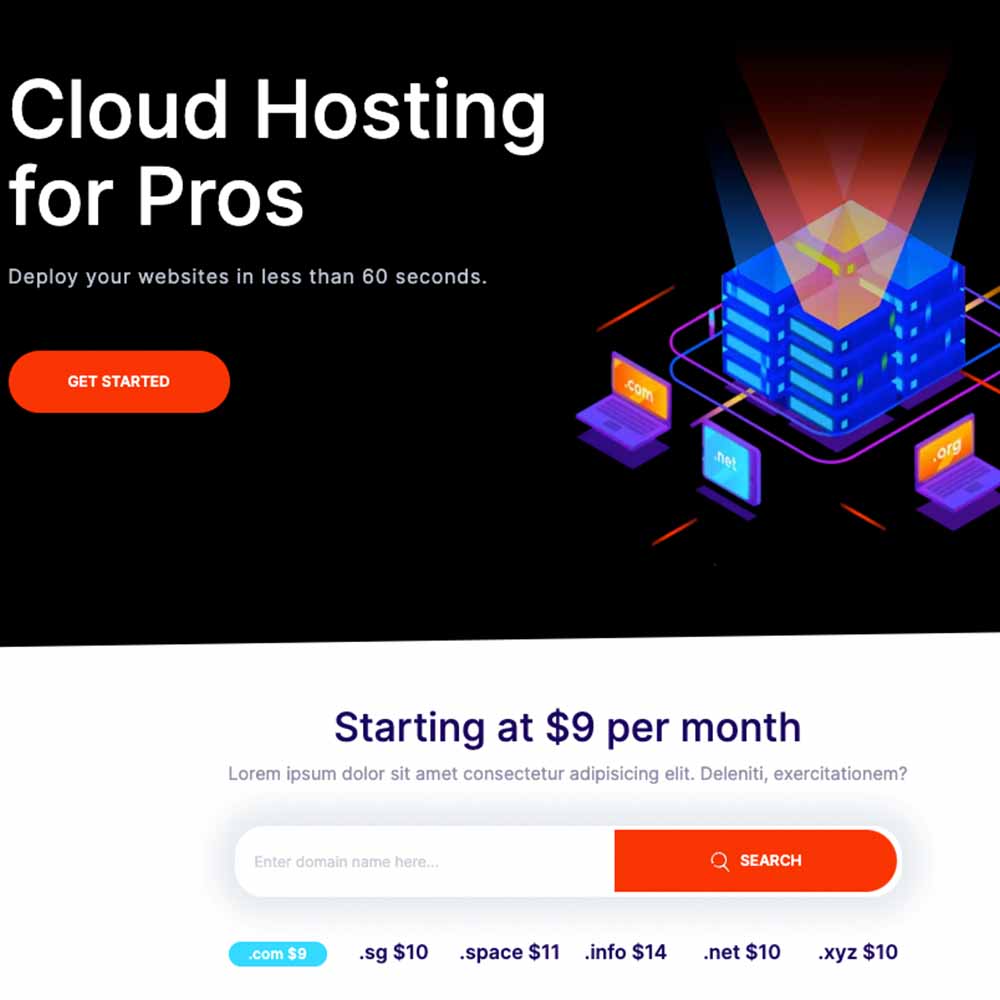 Cloud Hosting
for Pros
Deploy your websites in less than 60 seconds.
GET STARTED
.com
.net
.org
Starting at $9 per month
Lorem ipsum dolor sit amet consectetur adipisicing elit. Deleniti, exercitationem?
Enter domain name here...
SEARCH
.com $9
.sg $10
.space $11
.info $14
.net $10
.xyz $10